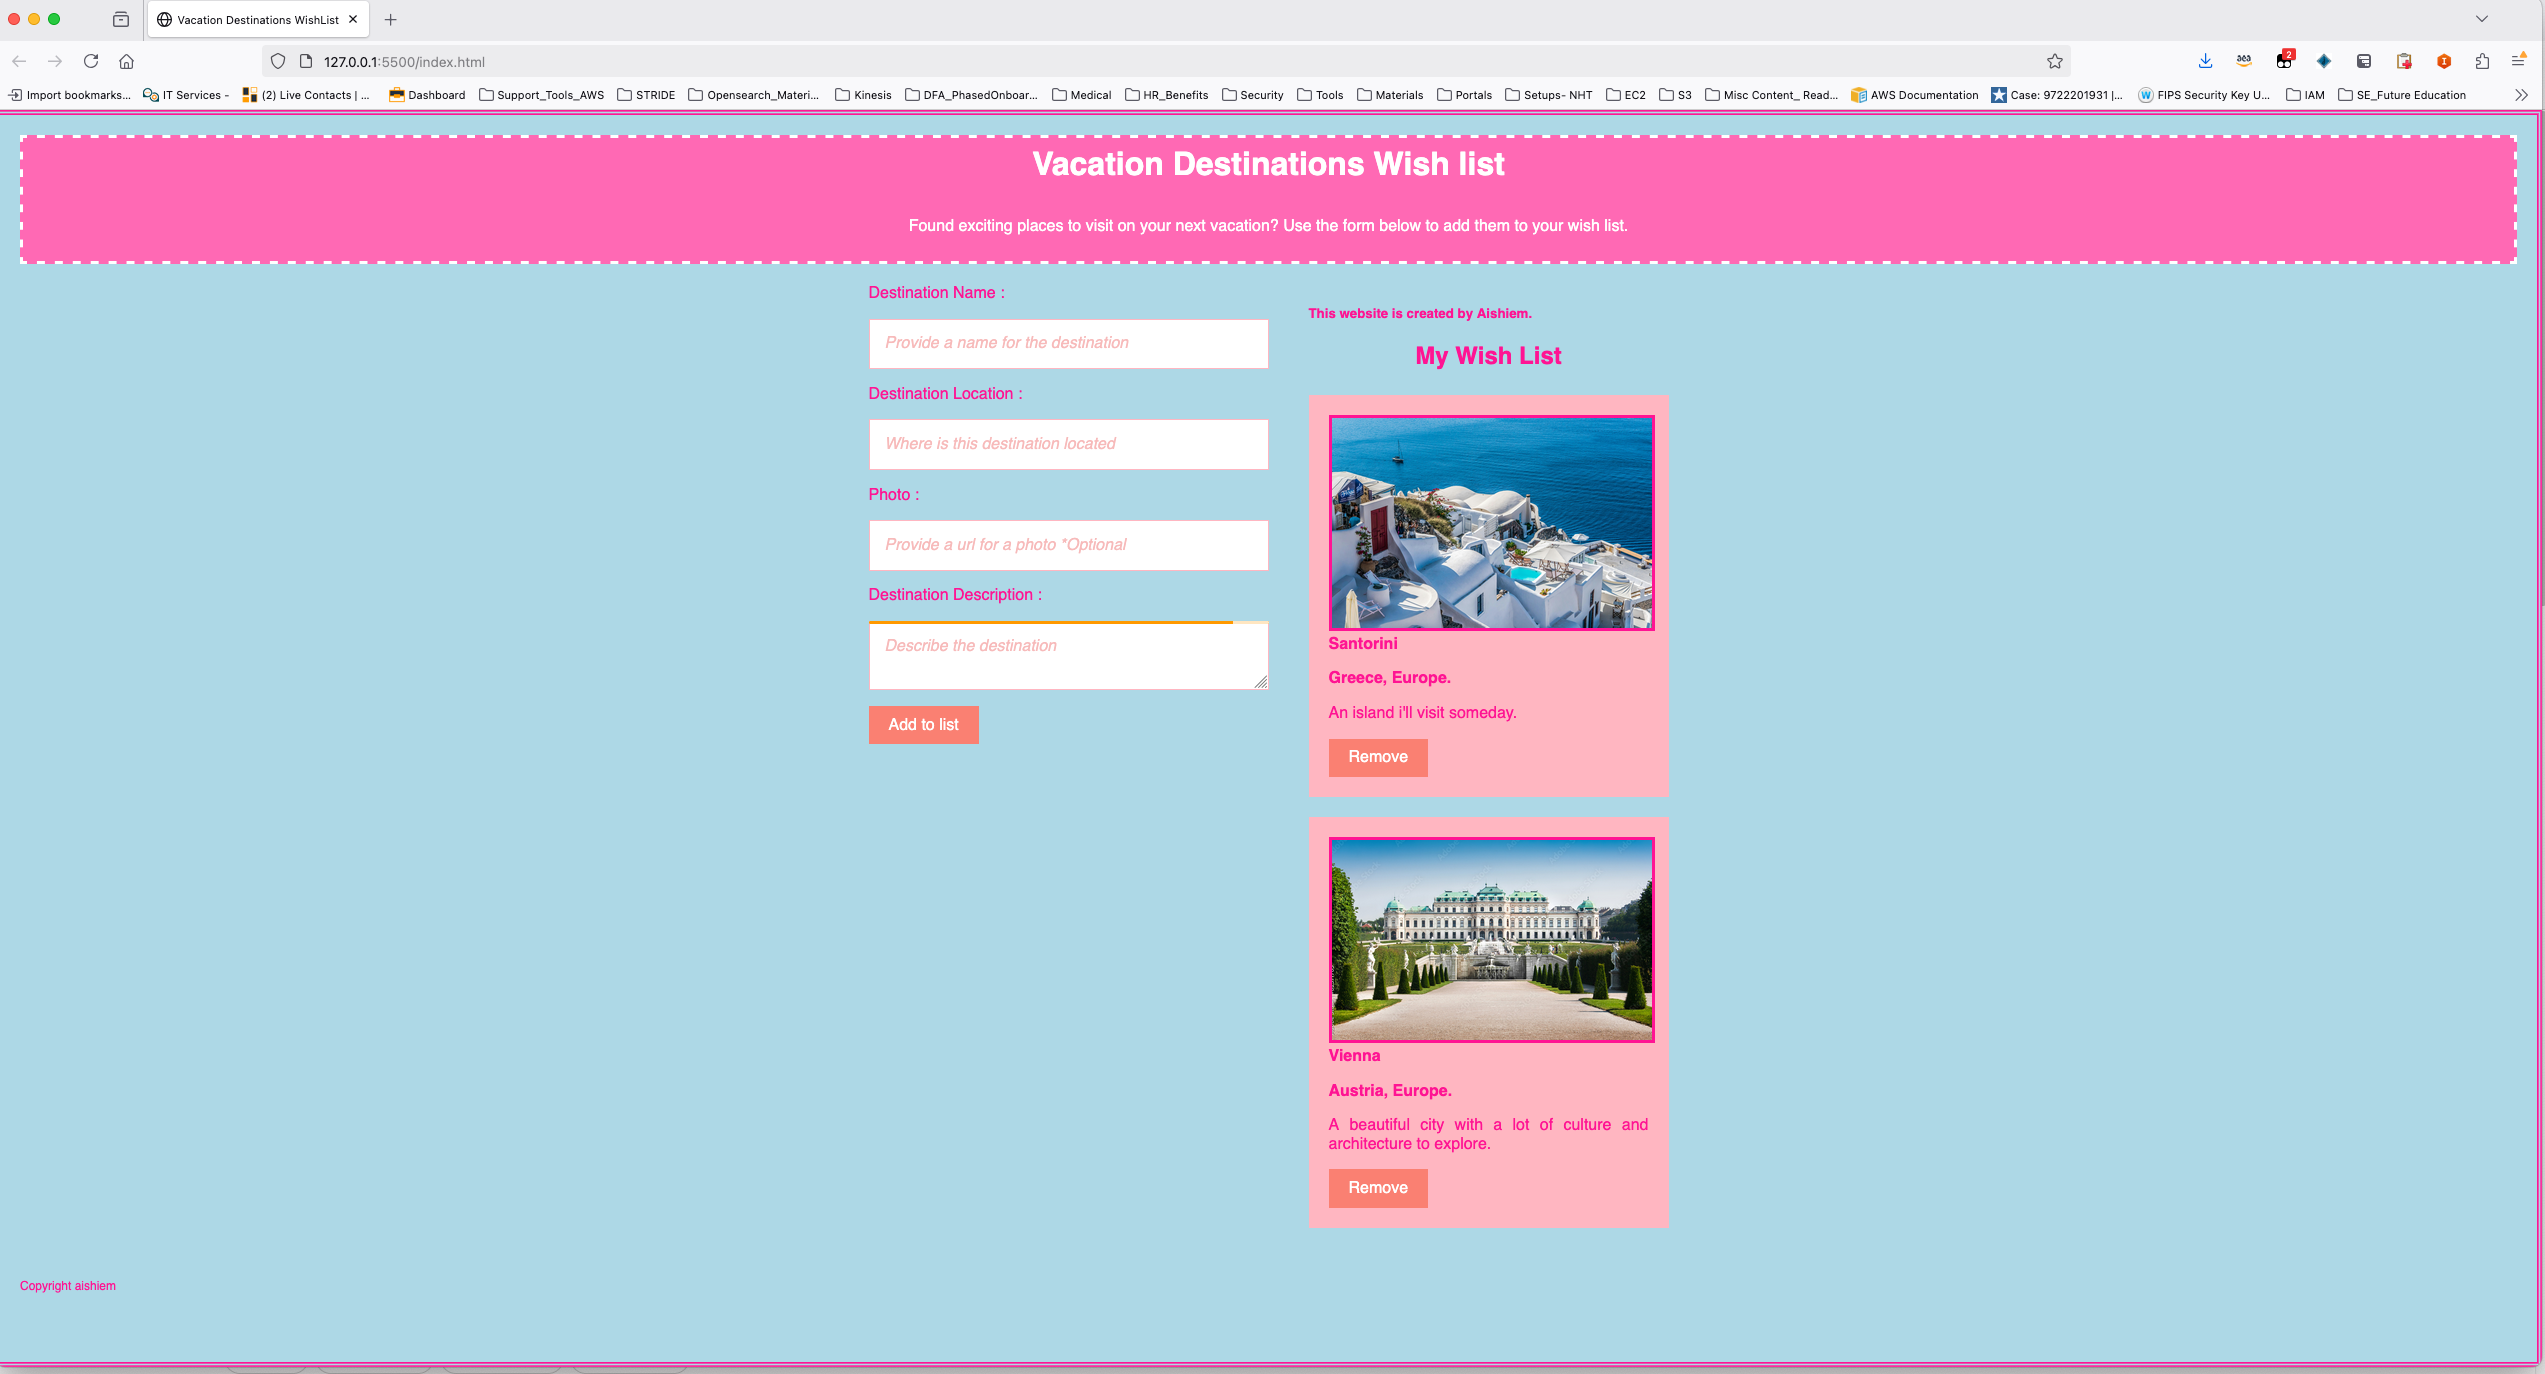 Vacation Destinations WishList
127.0.0.1:5500/index.html
Import bookmarks... IT Services - (2) Live Contacts | ... Dashboard Support_Tools_AWS STRIDE Opensearch_Materi... Kinesis DFA_PhasedOnboar... Medical HR_Benefits Security Tools Materials Portals Setups- NHT EC2 S3 Misc Content_ Read... AWS Documentation Case: 9722201931 |... FIPS Security Key U... IAM SE_Future Education
Vacation Destinations Wish list
Found exciting places to visit on your next vacation? Use the form below to add them to your wish list.
Destination Name :
Provide a name for the destination
Destination Location :
Where is this destination located
Photo :
Provide a url for a photo *Optional
Destination Description :
Describe the destination
Add to list
This website is created by Aishiem.
My Wish List
Santorini
Greece, Europe.
An island i'll visit someday.
Remove
Vienna
Austria, Europe.
A beautiful city with a lot of culture and
architecture to explore.
Remove
Copyright aishiem